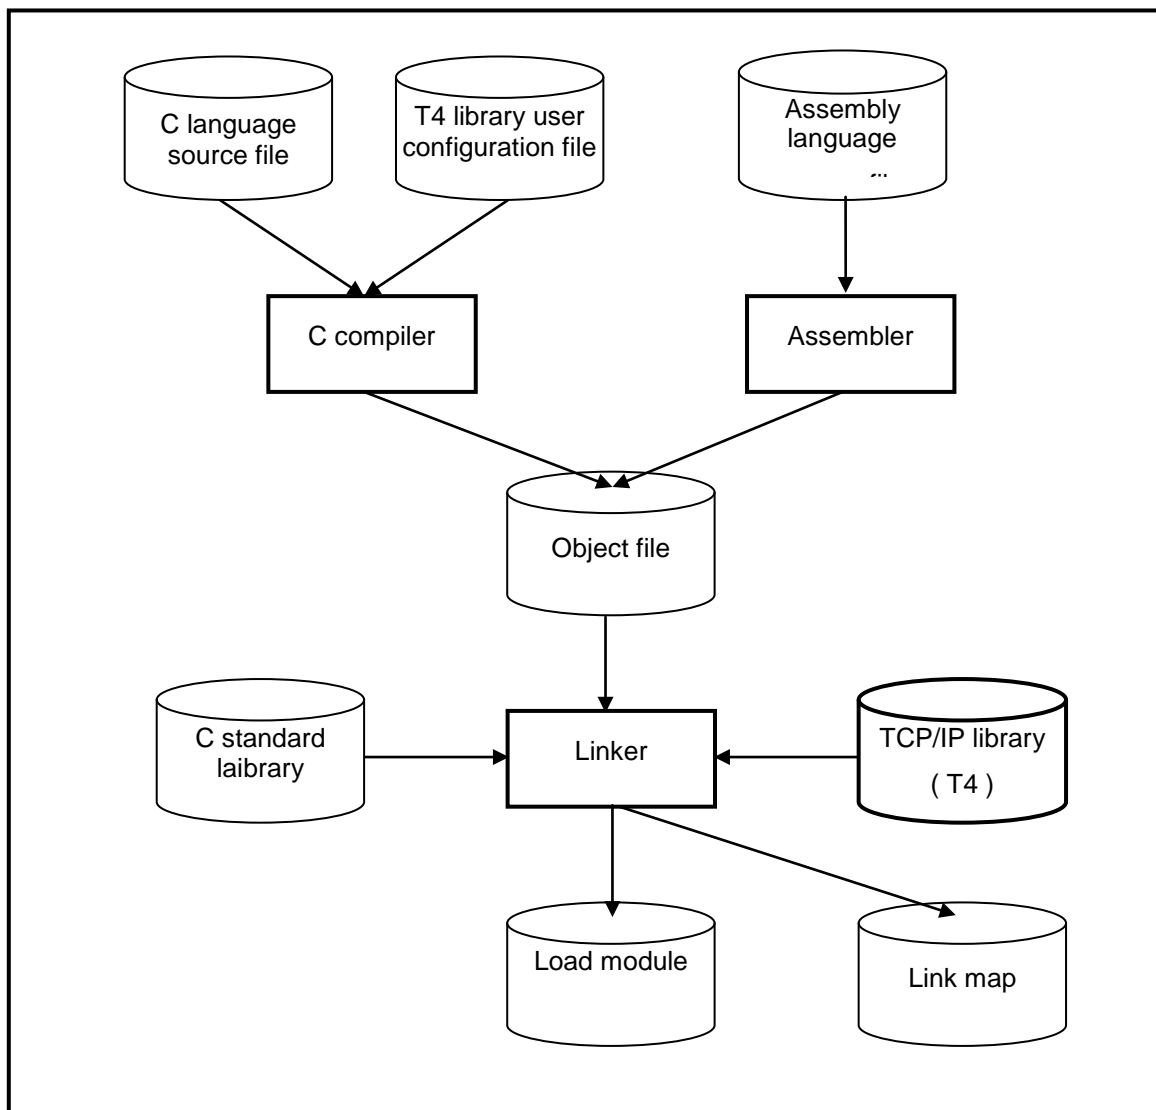 C language
source file
T4 library user
configuration file
Assembly
language
C compiler
Assembler
Object file
C standard
laibrary
Linker
TCP/IP library
( T4 )
Load module
Link map